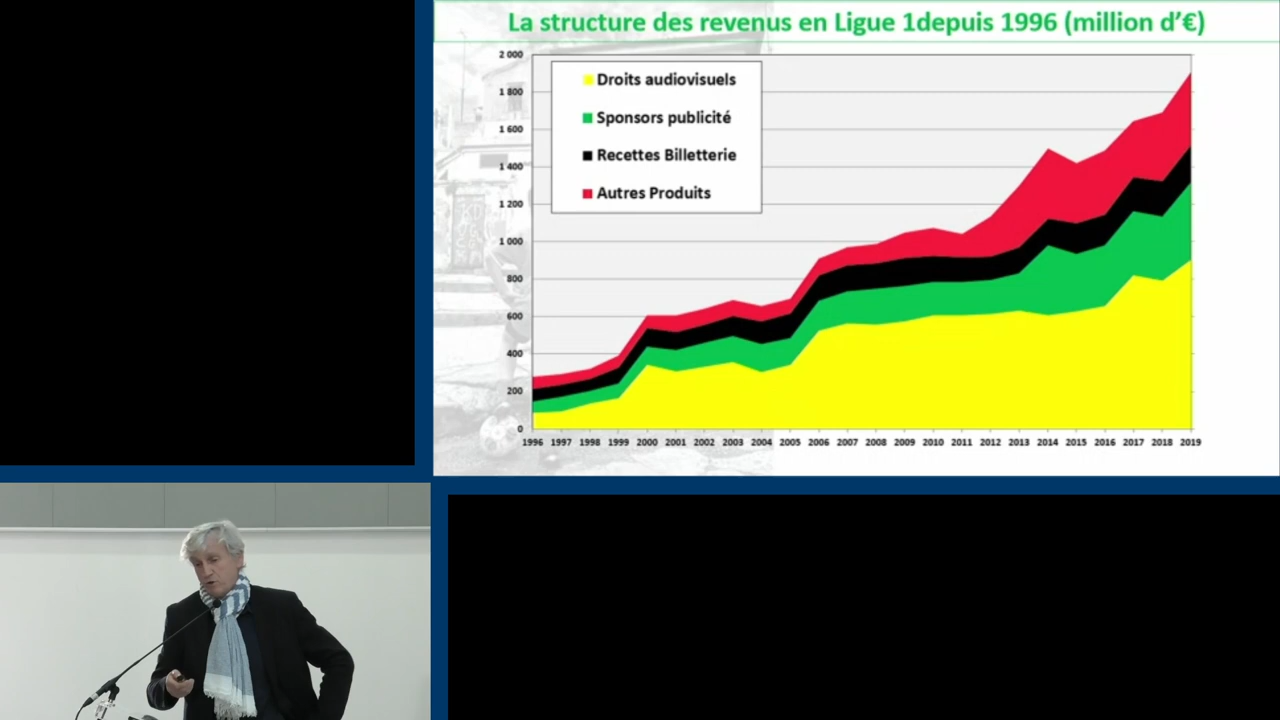 La structure des revenus en Ligue 1depuis 1996 (million d'€)
2 000
1 800
1 600
1 400
1 200
1 000
800
600
400
200
0
Droits audiovisuels
Sponsors publicité
Recettes Billetterie
Autres Produits
1996 1997 1998 1999 2000 2001 2002 2003 2004 2005 2006 2007 2008 2009 2010 2011 2012 2013 2014 2015 2016 2017 2018 2019